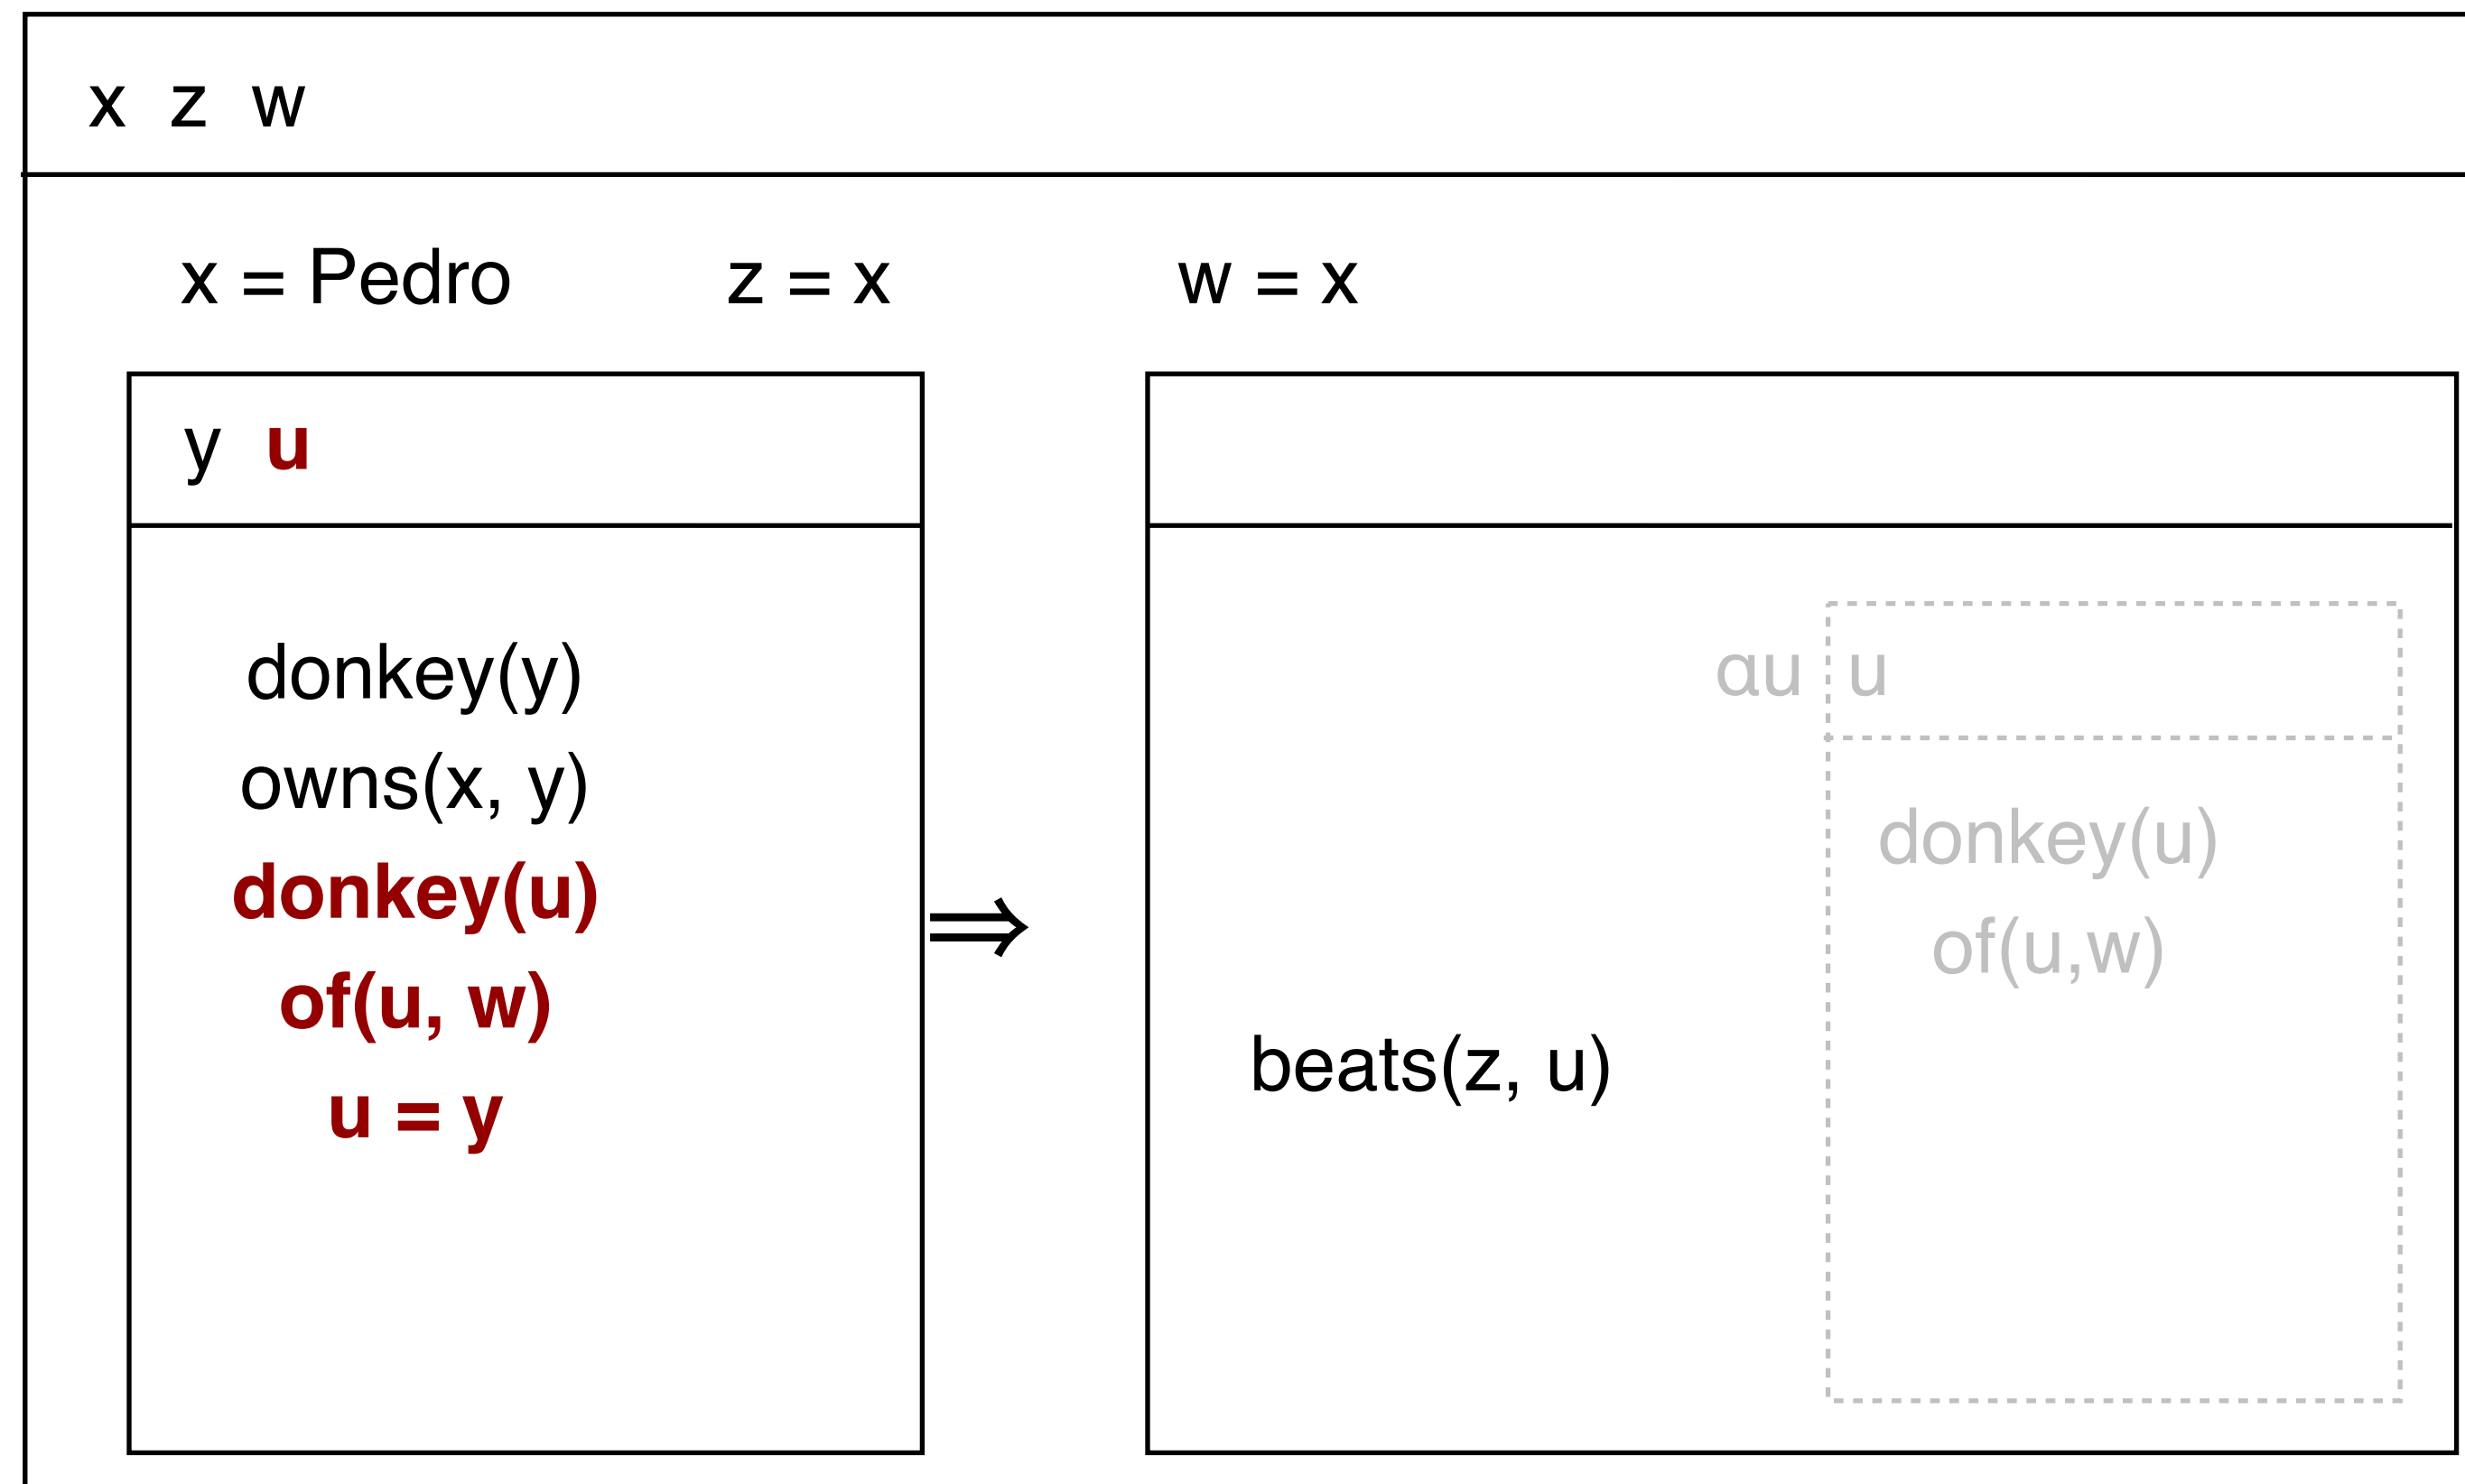 x z w
x = Pedro z = x w = x
y u
donkey(y)
owns(x, y)
donkey(u)
of(u, w)
u = y
⇒
αu u
donkey(u)
of(u,w)
beats(z, u)